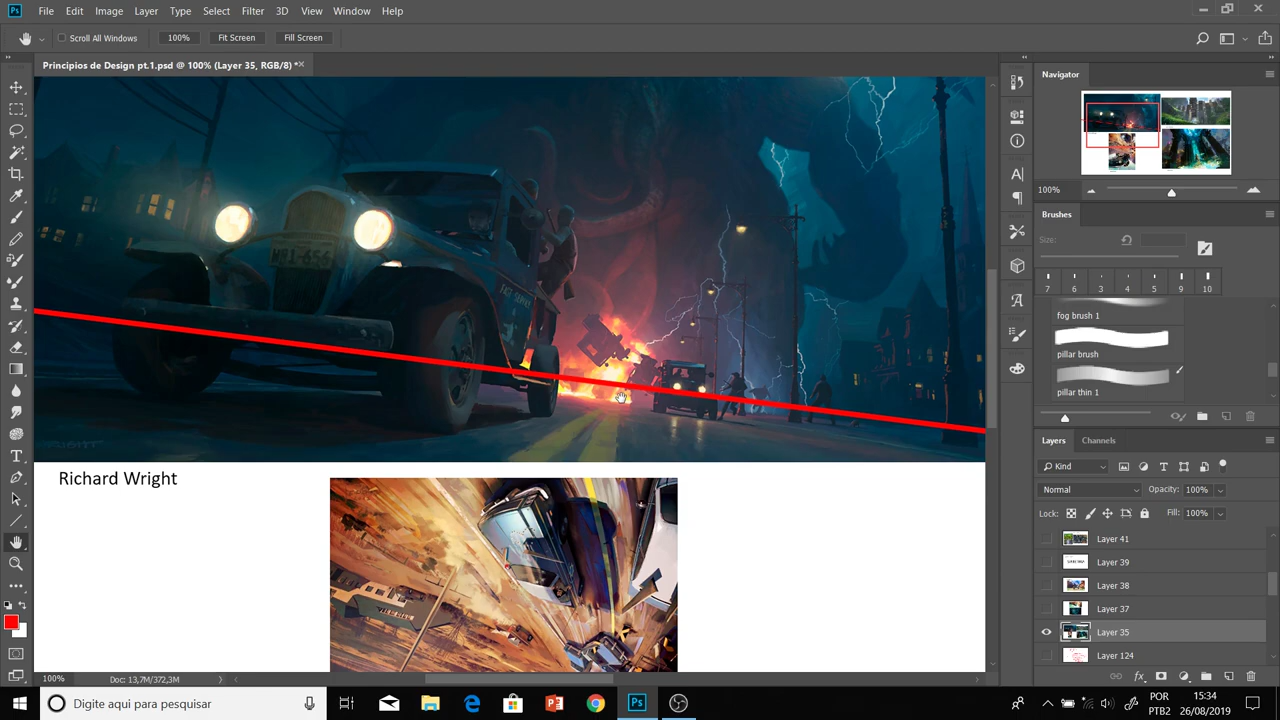 Ps File Edit Image Layer Type Select Filter 3D View Window Help
Scroll All Windows 100% Fit Screen Fill Screen
Principios de Design pt.1.psd @ 100% (Layer 35, RGB/8) *
Navigator
100%
Brushes
Size:
7 6 3 4 5 9 10
fog brush 1
pillar brush
pillar thin 1
Layers Channels
Kind
Normal Opacity: 100%
Lock: Fill: 100%
Layer 41
Layer 39
Layer 38
Layer 37
Layer 35
Layer 124
Richard Wright
100% Doc: 13,7M/372,3M
Digite aqui para pesquisar
POR
PTB2
15:34
26/08/2019